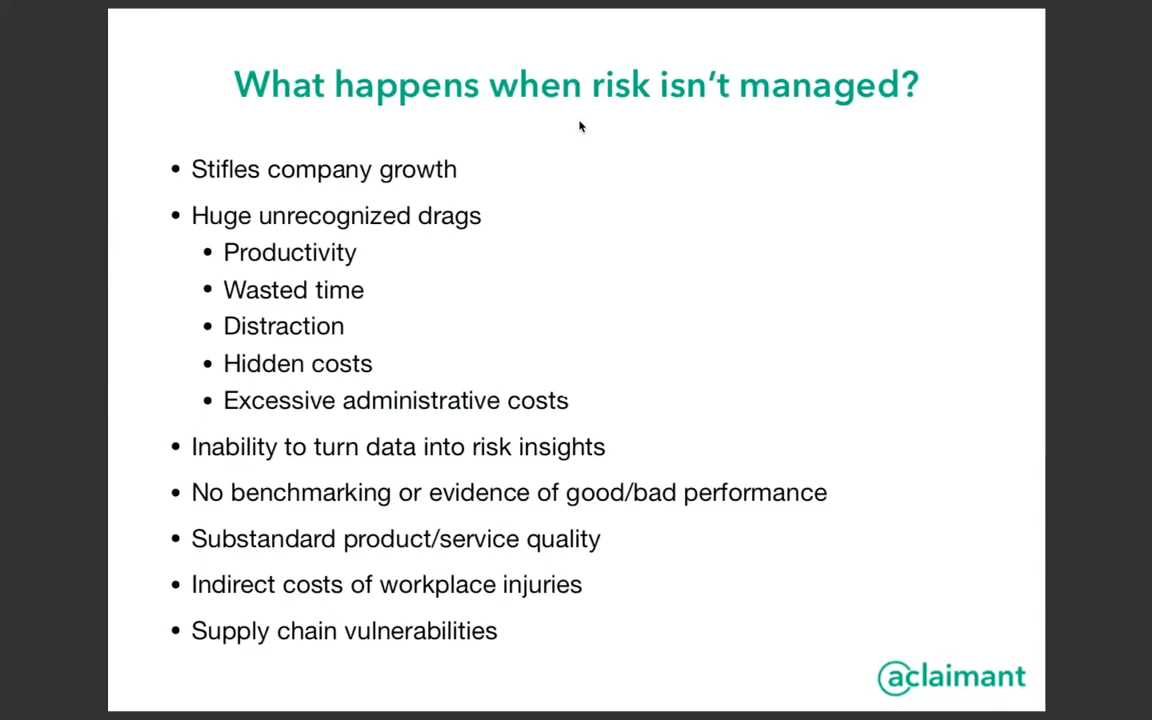 What happens when risk isn't managed?
• Stifles company growth
• Huge unrecognized drags
• Productivity
• Wasted time
• Distraction
• Hidden costs
• Excessive administrative costs
• Inability to turn data into risk insights
• No benchmarking or evidence of good/bad performance
• Substandard product/service quality
• Indirect costs of workplace injuries
• Supply chain vulnerabilities
aclaimant